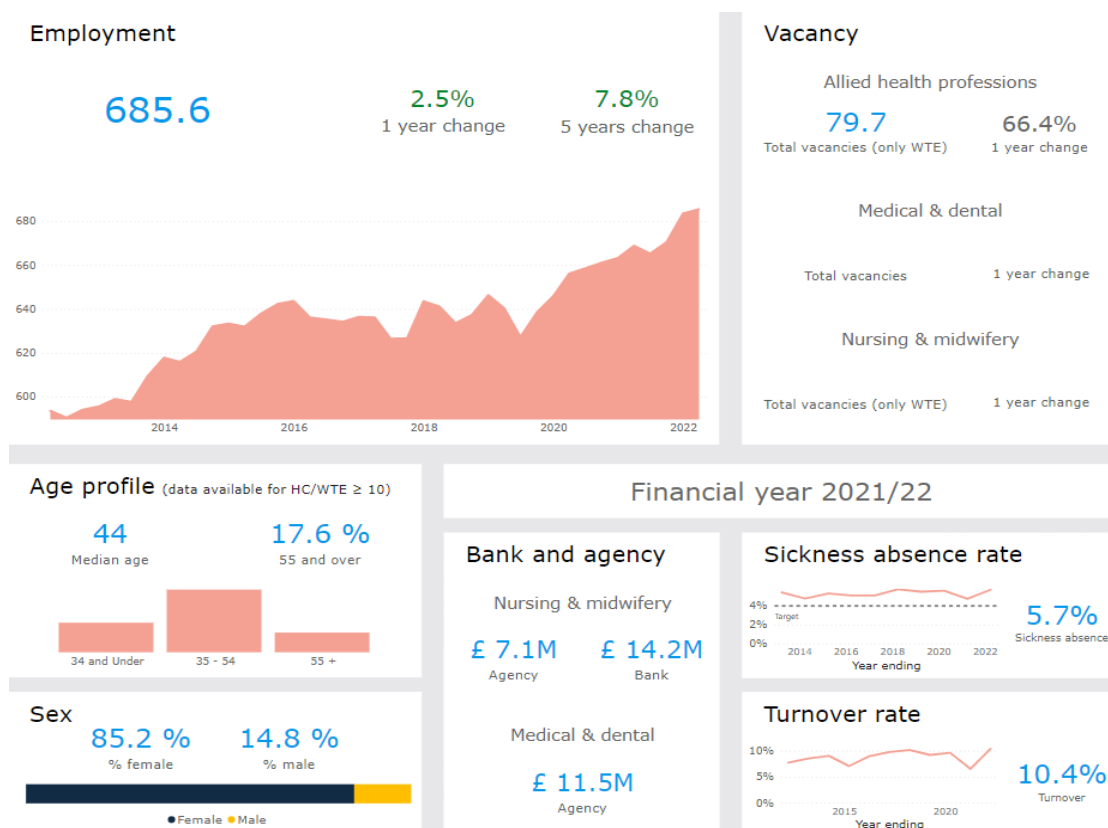 Employment
685.6
2.5%
1 year change
7.8%
5 years change
680
660
640
620
600
2014 2016 2018 2020 2022
Vacancy
Allied health professions
79.7
Total vacancies (only WTE)
66.4%
1 year change
Medical & dental
Total vacancies 1 year change
Nursing & midwifery
Total vacancies (only WTE) 1 year change
Age profile (data available for HC/WTE ≥ 10)
44
Median age
17.6 %
55 and over
34 and Under 35 - 54 55 +
Sex
85.2 %
% female
14.8 %
% male
Female Male
Financial year 2021/22
Bank and agency
Nursing & midwifery
£ 7.1M
Agency
£ 14.2M
Bank
Medical & dental
£ 11.5M
Agency
Sickness absence rate
4%
Target
2%
0%
2014 2016 2018 2020 2022
Year ending
5.7%
Sickness absence
Turnover rate
10%
5%
0%
2015 2020
Year ending
10.4%
Turnover